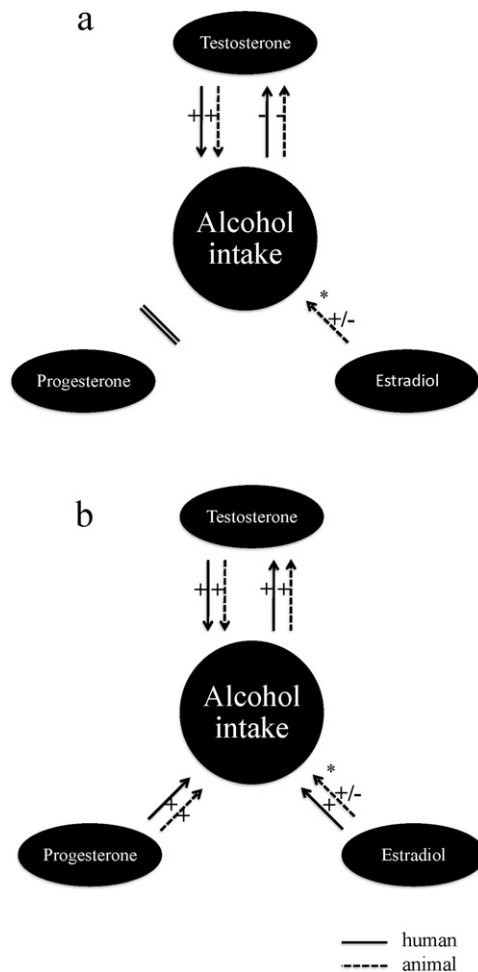 a
Testosterone
+ +
- -
Alcohol
intake
*
+/-
Progesterone
Estradiol
b
Testosterone
+ + + +
Alcohol
intake
*
+/-
+ +
+
Progesterone
Estradiol
human
animal